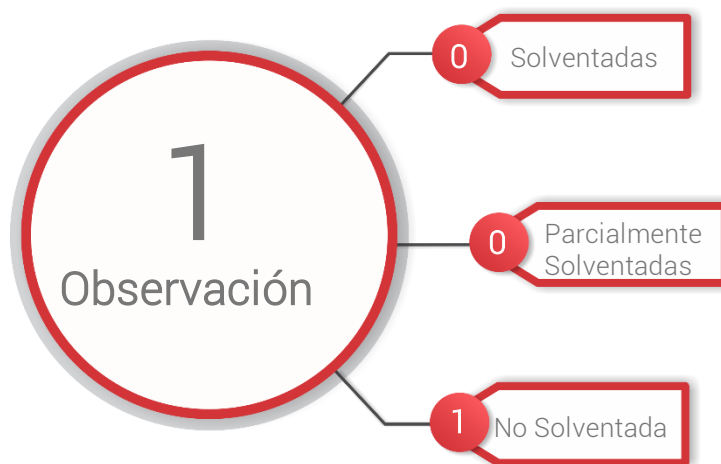 1
Observación
0
Solventadas
0
Parcialmente
Solventadas
1
No Solventada